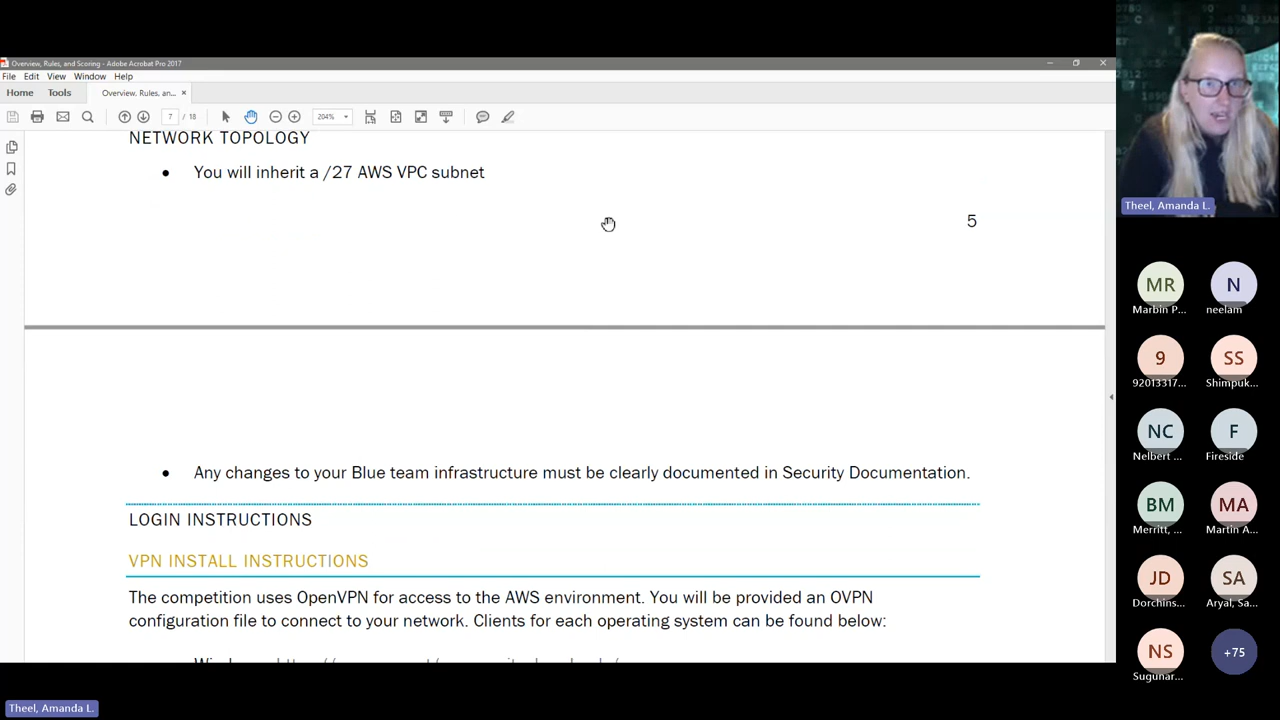 Overview, Rules, and Scoring - Adobe Acrobat Pro 2017
File Edit View Window Help
Home Tools Overview, Rules, an... ×
7 / 18 204%
NETWORK TOPOLOGY
• You will inherit a /27 AWS VPC subnet
5
• Any changes to your Blue team infrastructure must be clearly documented in Security Documentation.
LOGIN INSTRUCTIONS
VPN INSTALL INSTRUCTIONS
The competition uses OpenVPN for access to the AWS environment. You will be provided an OVPN
configuration file to connect to your network. Clients for each operating system can be found below:
Theel, Amanda L.
MR N
Marbin P... neelam
9 SS
92013317... Shimpuk...
NC F
Nelbert ... Fireside
BM MA
Merritt, ... Martin A...
JD SA
Dorchins... Aryal, Sa...
NS +75
Sugunar...
Theel, Amanda L.